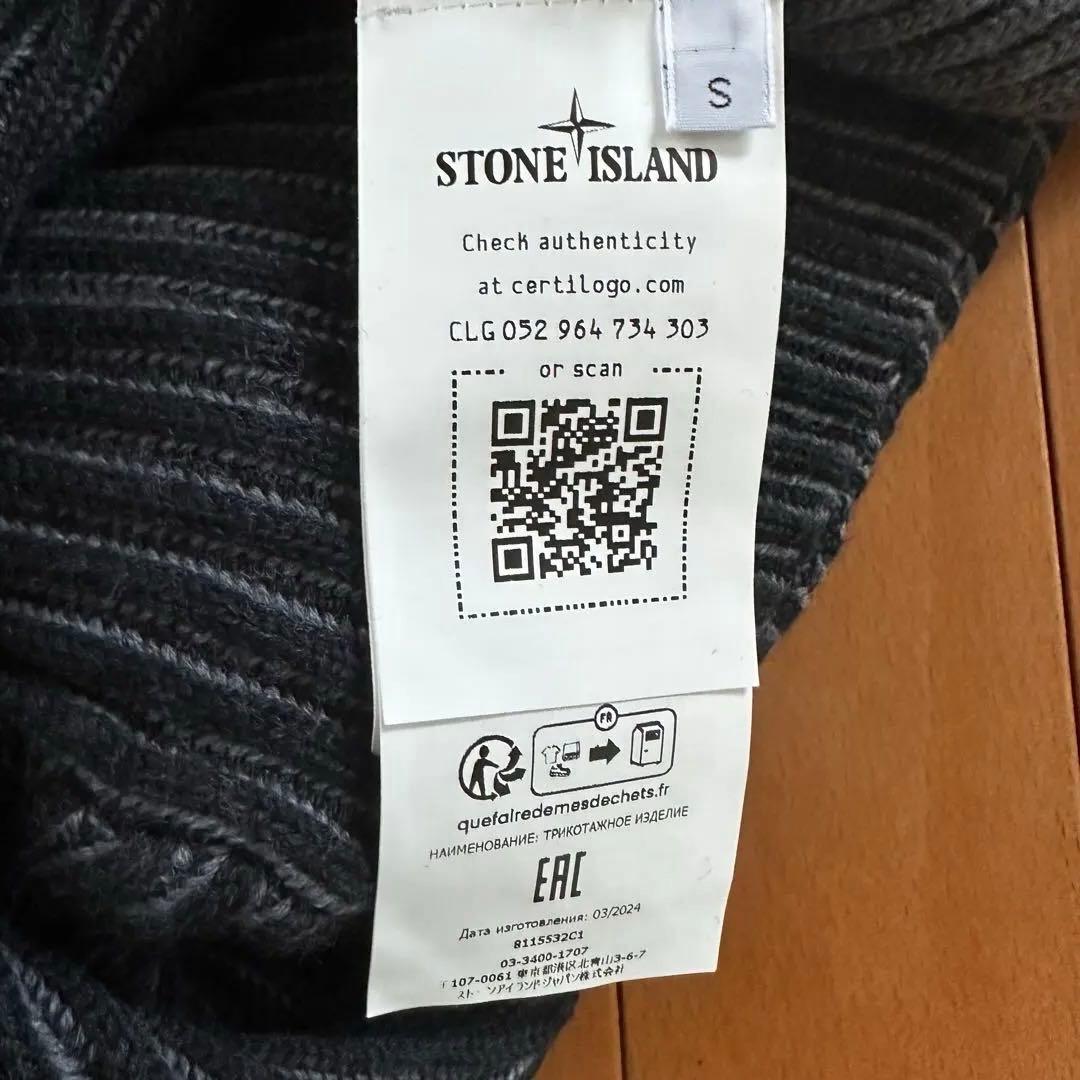 S
STONE ISLAND
Check authenticity
at certilogo.com
CLG 052 964 734 303
or scan
FR
quefairedemesdechets.fr
НАИМЕНОВАНИЕ: ТРИКОТАЖНОЕ ИЗДЕЛИЕ
EAC
Дата изготовления: 03/2024
8115532C1
03-3400-1707
〒107-0061 東京都港区北青山3-6-7
ストーンアイランドジャパン株式会社